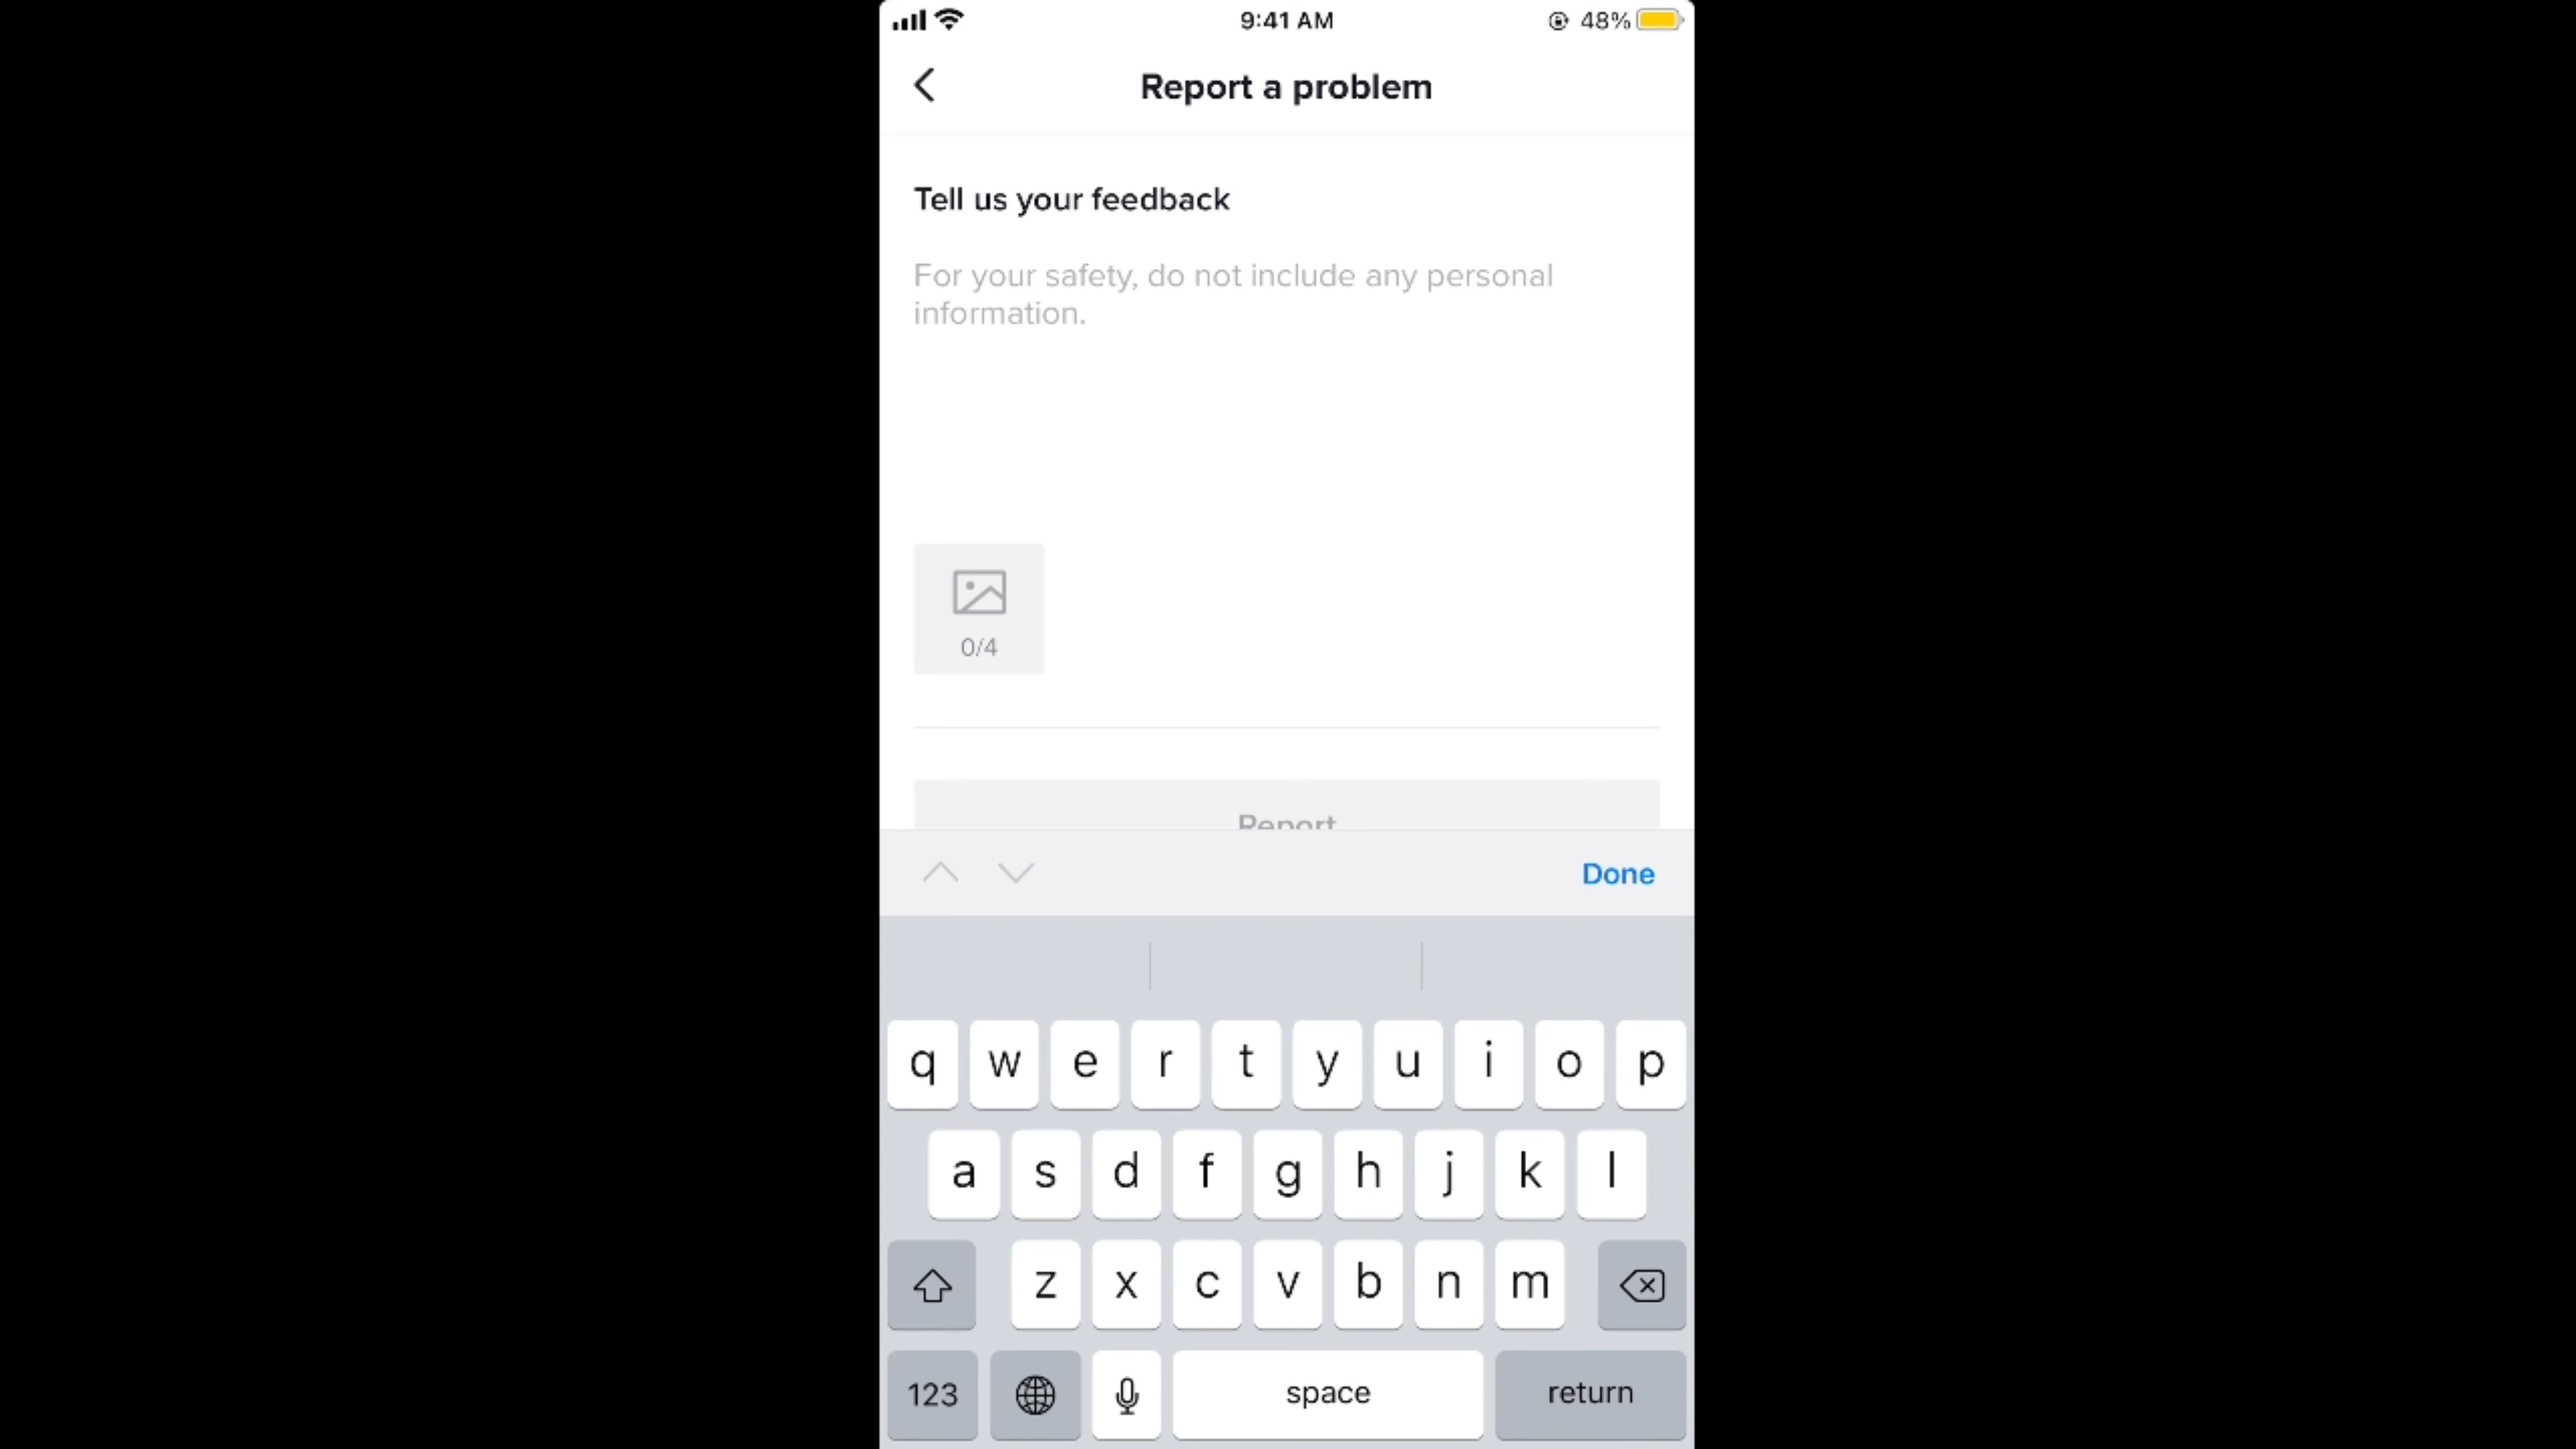 9:41 AM
48%
Report a problem
Tell us your feedback
For your safety, do not include any personal
information.
0/4
Report
Done
q w e r t y u i o p
a s d f g h j k l
z x c v b n m
123
space
return